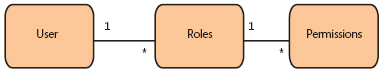 User
1
*
Roles
1
*
Permissions